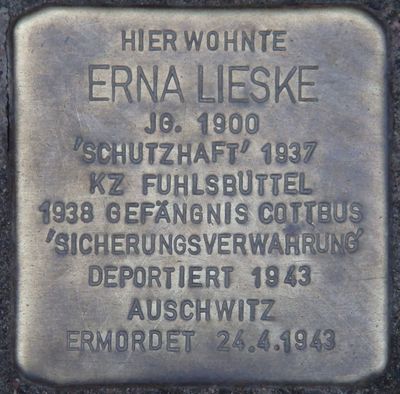 HIER WOHNTE
ERNA LIESKE
JG. 1900
'SCHUTZHAFT' 1937
KZ FUHLSBÜTTEL
1938 GEFÄNGNIS COTTBUS
'SICHERUNGSVERWAHRUNG'
DEPORTIERT 1943
AUSCHWITZ
ERMORDET 24.4.1943